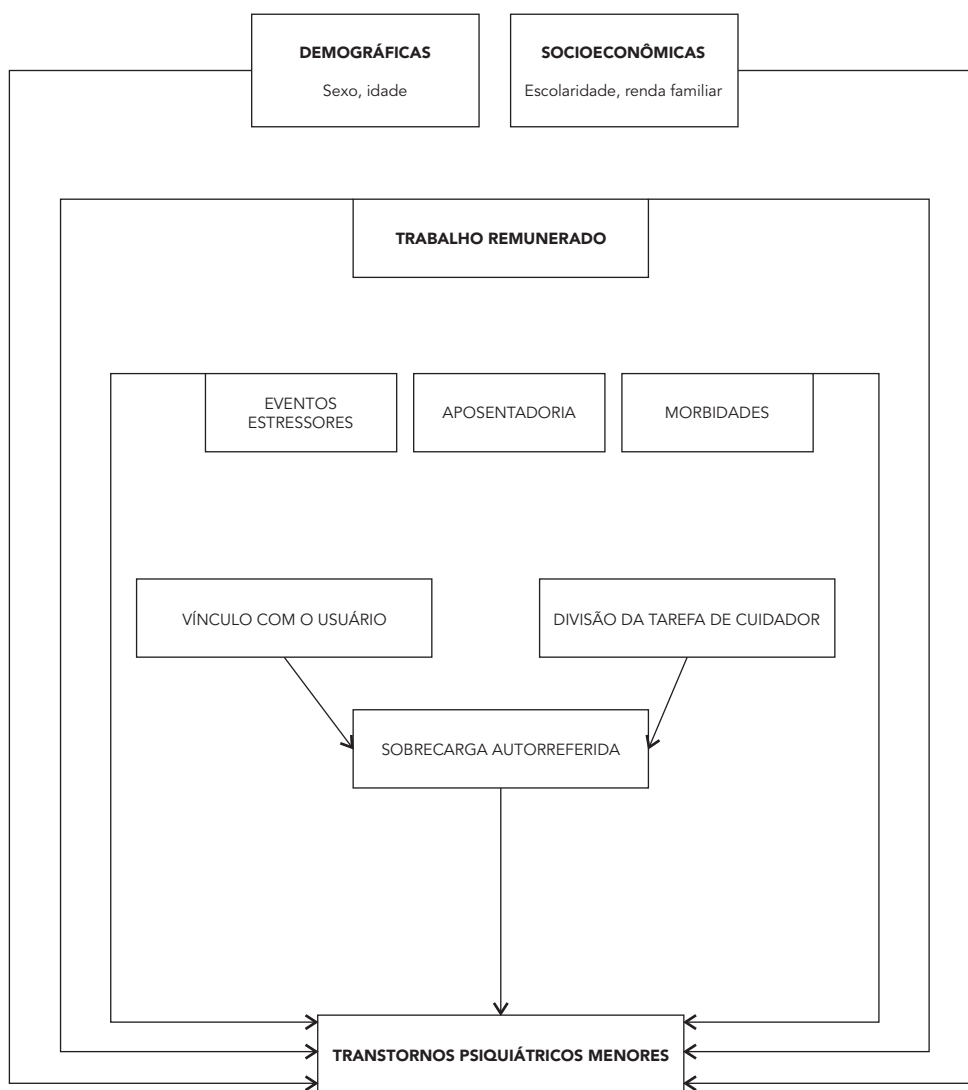 DEMOGRÁFICAS
Sexo, idade
SOCIOECONÔMICAS
Escolaridade, renda familiar
TRABALHO REMUNERADO
EVENTOS
ESTRESSORES
APOSENTADORIA
MORBIDADES
VÍNCULO COM O USUÁRIO
DIVISÃO DA TAREFA DE CUIDADOR
SOBRECARGA AUTORREFERIDA
TRANSTORNOS PSIQUIÁTRICOS MENORES